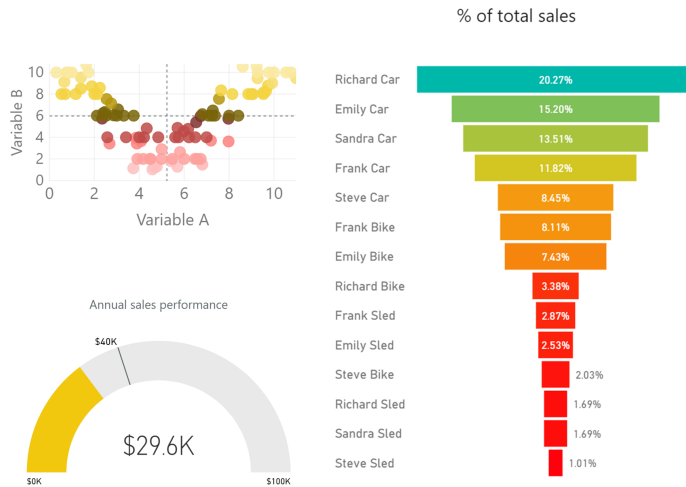 % of total sales
10
8
6
4
2
0
Variable B
0 2 4 6 8 10
Variable A
Richard Car 20.27%
Emily Car 15.20%
Sandra Car 13.51%
Frank Car 11.82%
Steve Car 8.45%
Frank Bike 8.11%
Emily Bike 7.43%
Richard Bike 3.38%
Frank Sled 2.87%
Emily Sled 2.53%
Steve Bike 2.03%
Richard Sled 1.69%
Sandra Sled 1.69%
Steve Sled 1.01%
Annual sales performance
$40K
$29.6K
$0K $100K